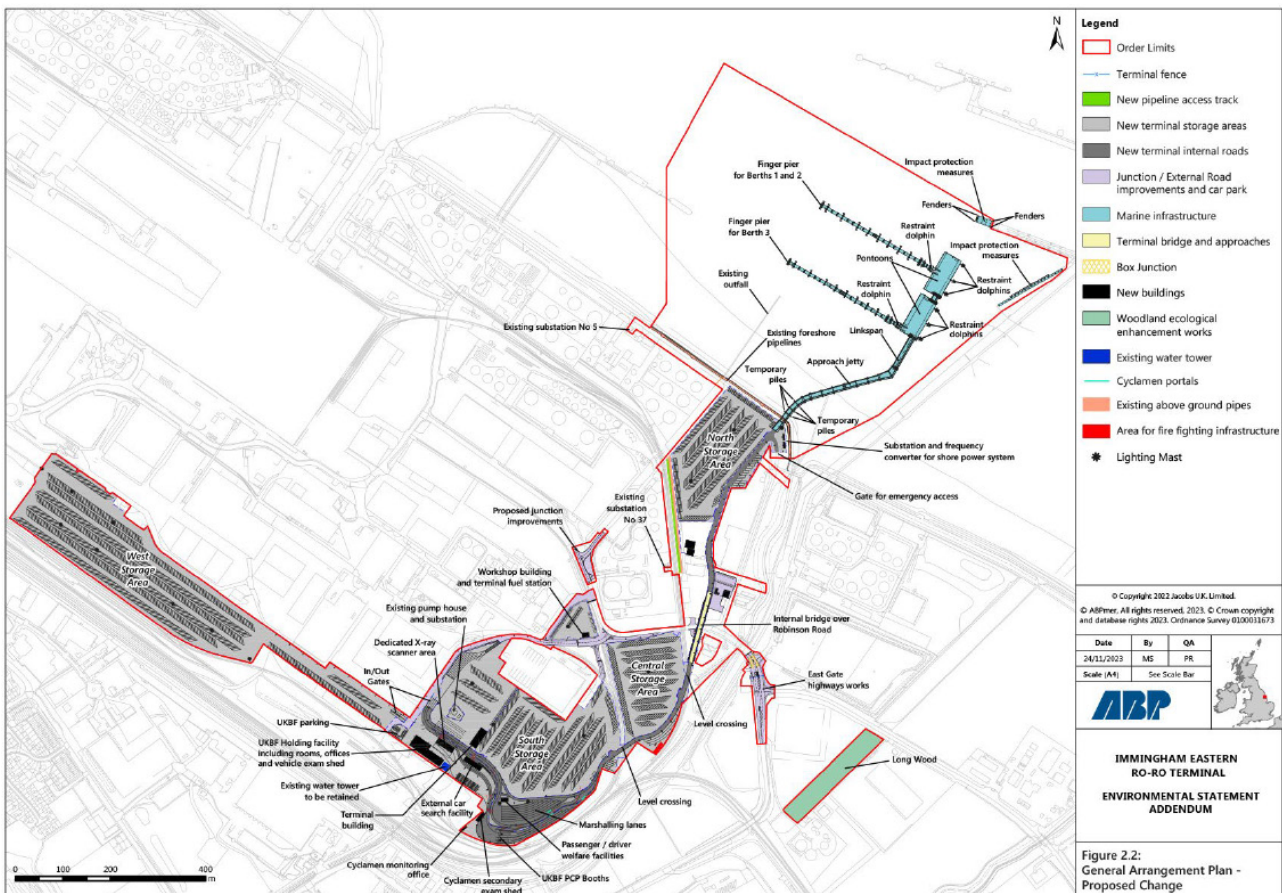 N
Finger pier
for Berths 1 and 2
Impact protection
measures
Fenders
Fenders
Finger pier
for Berth 3
Restraint
dolphin
Impact protection
measures
Pontoons
Existing
outfall
Restraint
dolphin
Restraint
dolphins
Existing substation No 5
Existing foreshore
pipelines
Linkspan
Restraint
dolphins
Approach jetty
Temporary
piles
Temporary
piles
North
Storage
Area
Substation and frequency
converter for shore power system
Gate for emergency access
Existing
substation
No 37
Proposed junction
improvements
West
Storage
Area
Workshop building
and terminal fuel station
Existing pump house
and substation
Dedicated X-ray
scanner area
In/Out
Gates
Internal bridge over
Robinson Road
Central
Storage
Area
East Gate
highways works
UKBF parking
UKBF Holding facility
including rooms, offices
and vehicle exam shed
South
Storage
Area
Level crossing
Long Wood
Existing water tower
to be retained
Terminal
building
External car
search facility
Level crossing
Marshalling lanes
Passenger / driver
welfare facilities
Cyclamen monitoring
office
UKBF PCP Booths
Cyclamen secondary
exam shed
0 100 200 400
m
Legend
Order Limits
Terminal fence
New pipeline access track
New terminal storage areas
New terminal internal roads
Junction / External Road
improvements and car park
Marine infrastructure
Terminal bridge and approaches
Box Junction
New buildings
Woodland ecological
enhancement works
Existing water tower
Cyclamen portals
Existing above ground pipes
Area for fire fighting infrastructure
Lighting Mast
© Copyright 2022 Jacobs U.K. Limited.
© ABPmer. All rights reserved, 2023. © Crown copyright
and database rights 2023. Ordnance Survey 0100031673
Date By QA
24/11/2023 MS PR
Scale (A4) See Scale Bar
ABP
IMMINGHAM EASTERN
RO-RO TERMINAL
ENVIRONMENTAL STATEMENT
ADDENDUM
Figure 2.2:
General Arrangement Plan -
Proposed Change